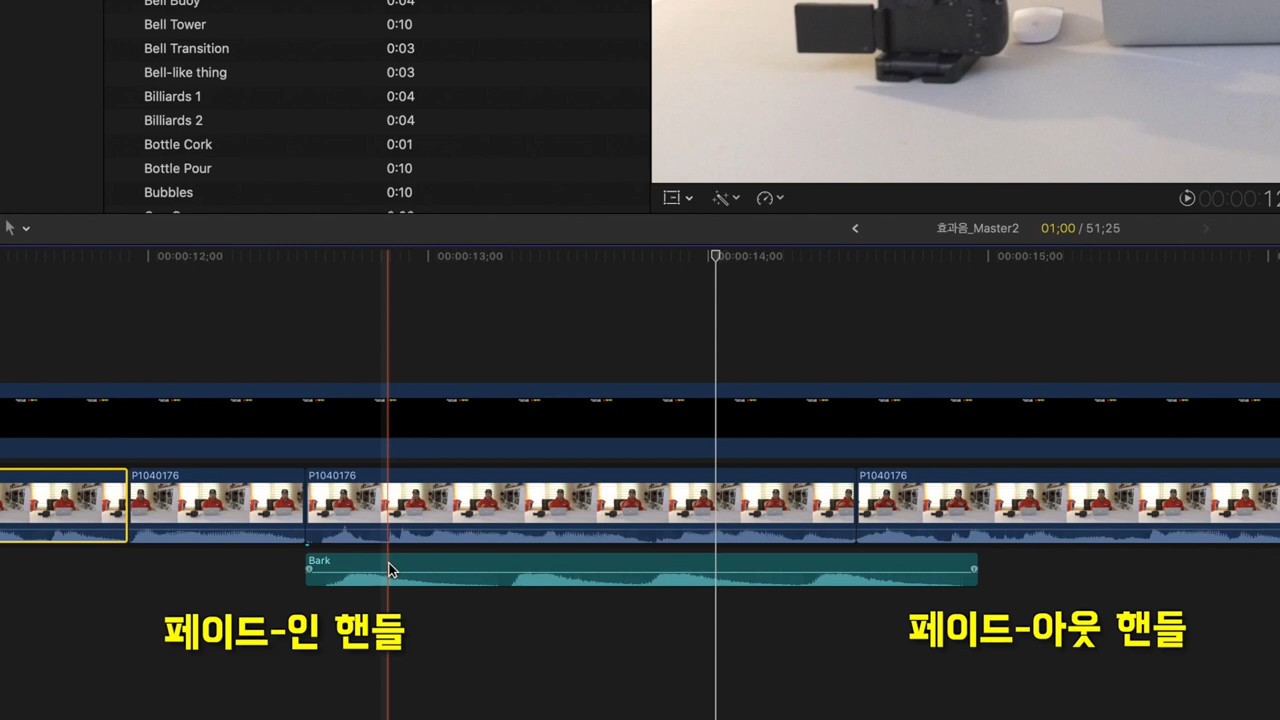 Bell Buoy 0:04
Bell Tower 0:10
Bell Transition 0:03
Bell-like thing 0:03
Billiards 1 0:04
Billiards 2 0:04
Bottle Cork 0:01
Bottle Pour 0:10
Bubbles 0:10
00:00:12
효과음_Master2 01;00 / 51;25
00:00:12;00 00:00:13;00 00:00:14;00 00:00:15;00
P1040176 P1040176 P1040176
Bark
페이드-인 핸들 페이드-아웃 핸들